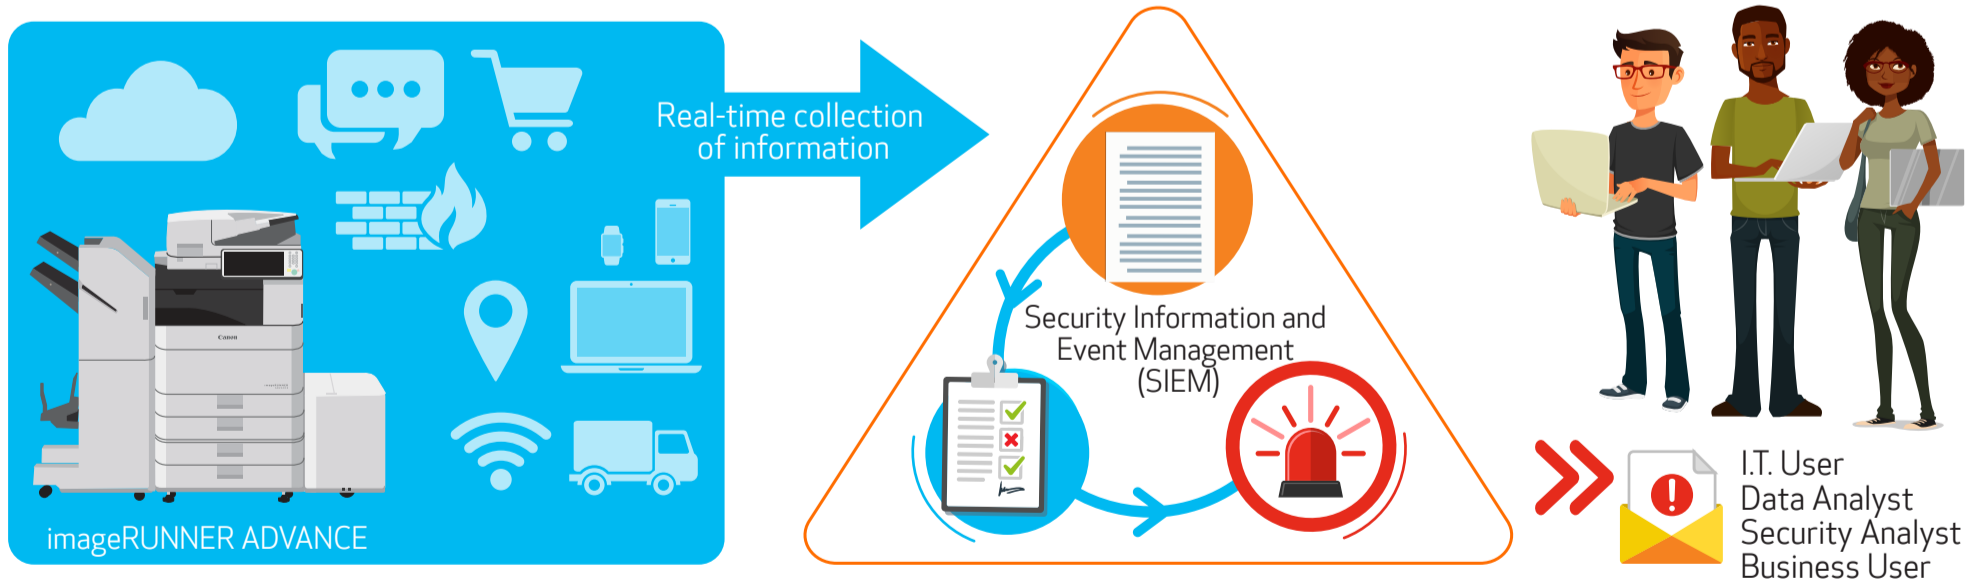 Real-time collection
of information
Canon
imageRUNNER ADVANCE
Security Information and
Event Management
(SIEM)
I.T. User
Data Analyst
Security Analyst
Business User